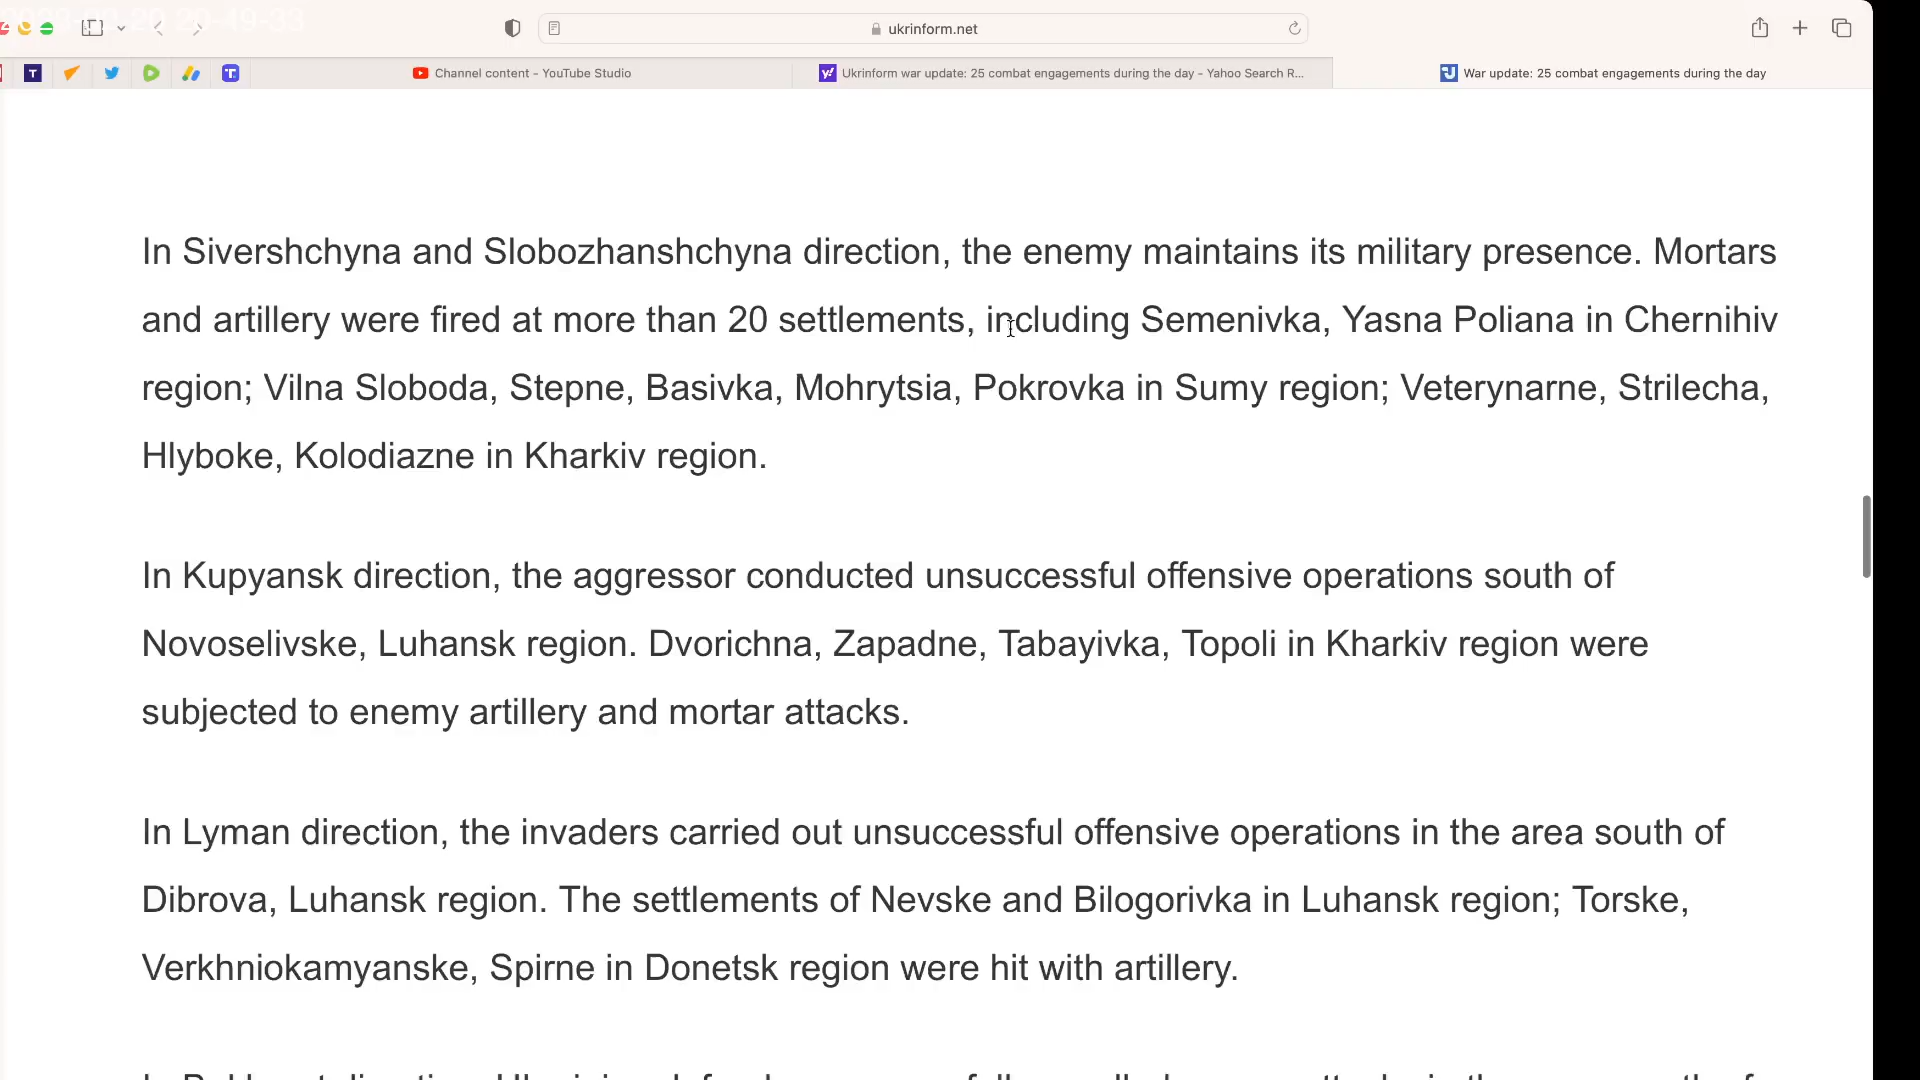 ukrinform.net
Channel content - YouTube Studio
Ukrinform war update: 25 combat engagements during the day - Yahoo Search R...
War update: 25 combat engagements during the day
In Sivershchyna and Slobozhanshchyna direction, the enemy maintains its military presence. Mortars
and artillery were fired at more than 20 settlements, including Semenivka, Yasna Poliana in Chernihiv
region; Vilna Sloboda, Stepne, Basivka, Mohrytsia, Pokrovka in Sumy region; Veterynarne, Strilecha,
Hlyboke, Kolodiazne in Kharkiv region.
In Kupyansk direction, the aggressor conducted unsuccessful offensive operations south of
Novoselivske, Luhansk region. Dvorichna, Zapadne, Tabayivka, Topoli in Kharkiv region were
subjected to enemy artillery and mortar attacks.
In Lyman direction, the invaders carried out unsuccessful offensive operations in the area south of
Dibrova, Luhansk region. The settlements of Nevske and Bilogorivka in Luhansk region; Torske,
Verkhniokamyanske, Spirne in Donetsk region were hit with artillery.